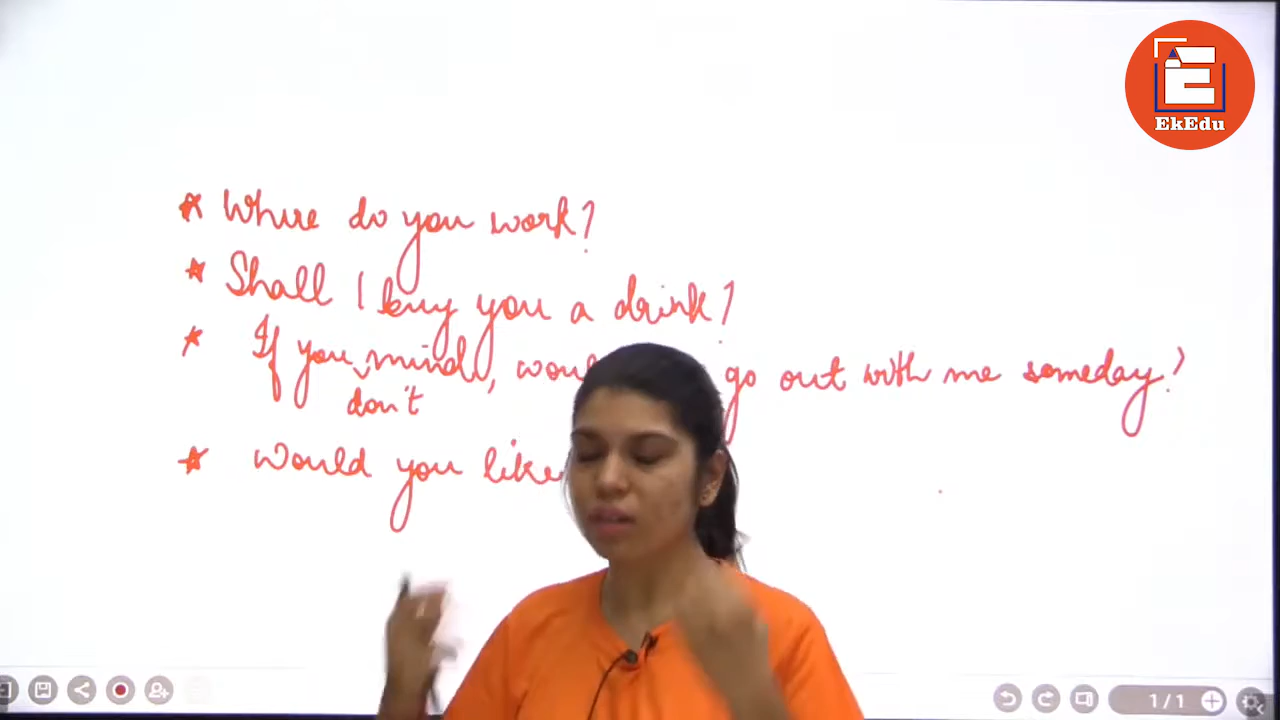 EkEdu
* Where do you work?
* Shall I buy you a drink?
* If you mind, would go out with me someday?
don't
* Would you like
1/1